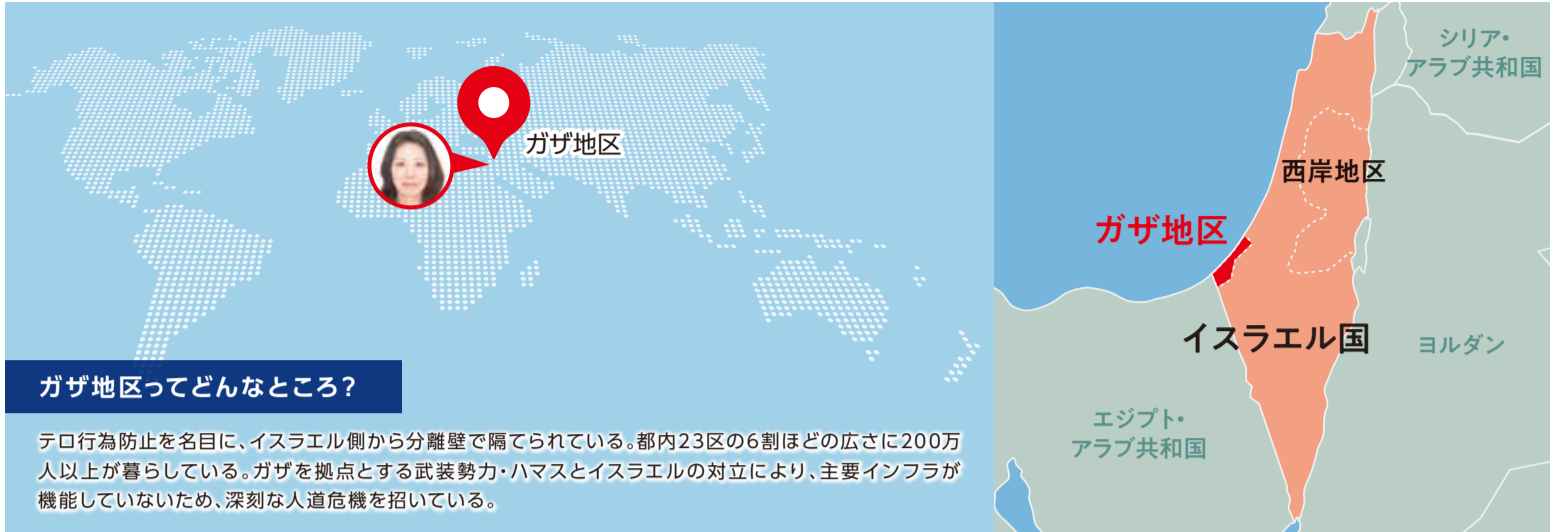 ガザ地区
ガザ地区ってどんなところ？
テロ行為防止を名目に、イスラエル側から分離壁で隔てられている。都内23区の6割ほどの広さに200万
人以上が暮らしている。ガザを拠点とする武装勢力・ハマスとイスラエルの対立により、主要インフラが
機能していないため、深刻な人道危機を招いている。
シリア・
アラブ共和国
西岸地区
ガザ地区
イスラエル国
ヨルダン
エジプト・
アラブ共和国